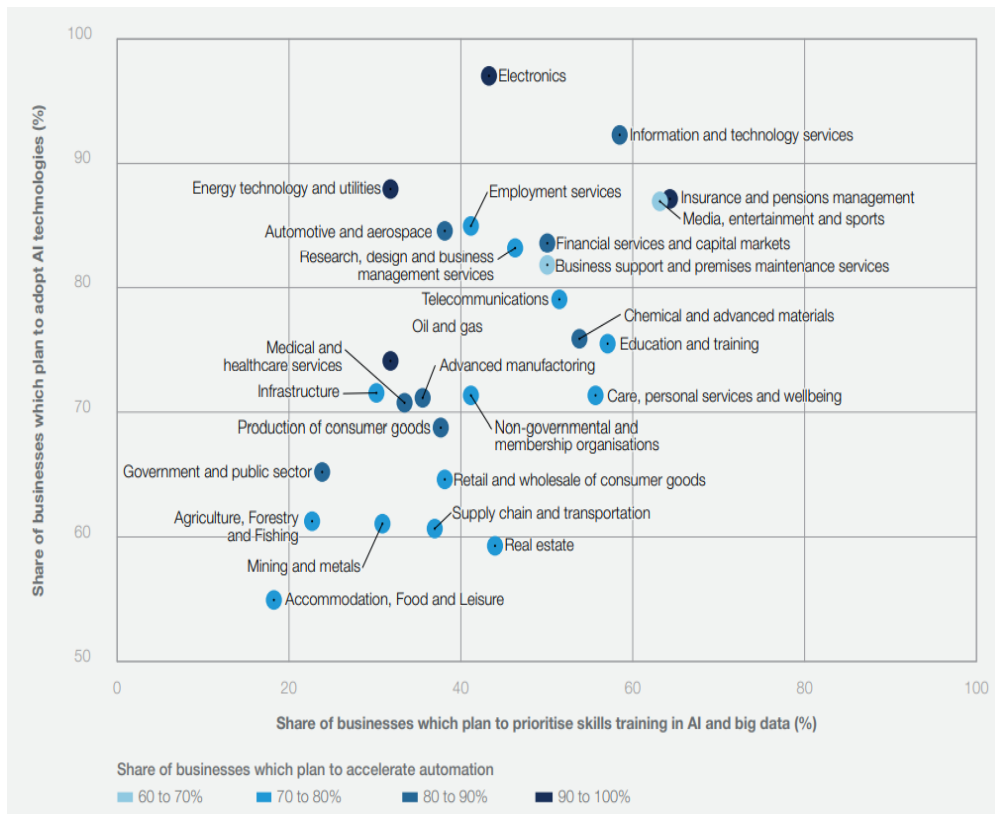 100
Electronics
Information and technology services
90
Energy technology and utilities
Employment services
Insurance and pensions management
Media, entertainment and sports
Automotive and aerospace
Financial services and capital markets
Research, design and business
management services
Business support and premises maintenance services
80
Telecommunications
Chemical and advanced materials
Oil and gas
Education and training
Medical and
healthcare services
Advanced manufactoring
Infrastructure
Care, personal services and wellbeing
70
Production of consumer goods
Non-governmental and
membership organisations
Government and public sector
Retail and wholesale of consumer goods
Agriculture, Forestry
and Fishing
Supply chain and transportation
60
Real estate
Mining and metals
Accommodation, Food and Leisure
50
Share of businesses which plan to adopt AI technologies (%)
0 20 40 60 80 100
Share of businesses which plan to prioritise skills training in AI and big data (%)
Share of businesses which plan to accelerate automation
60 to 70% 70 to 80% 80 to 90% 90 to 100%